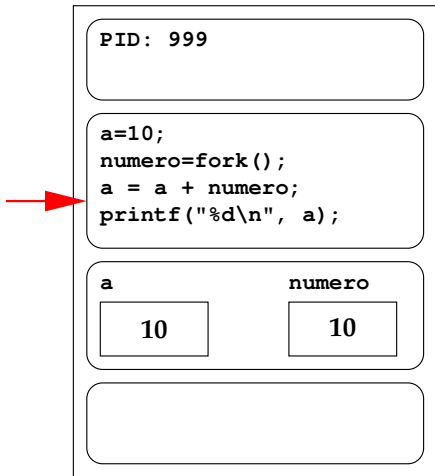 PID: 999
a=10;
numero=fork();
a = a + numero;
printf("%d\n", a);
a numero
10 10